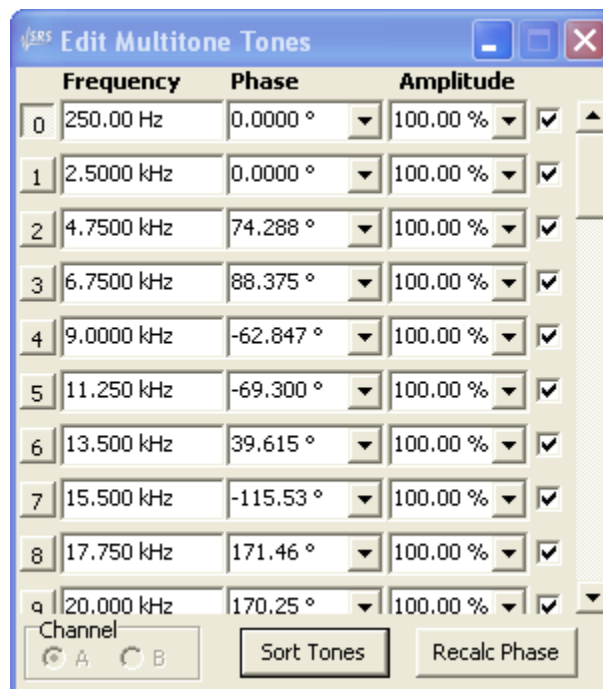 SRS Edit Multitone Tones
Frequency Phase Amplitude
0 250.00 Hz 0.0000 ° 100.00 %
1 2.5000 kHz 0.0000 ° 100.00 %
2 4.7500 kHz 74.288 ° 100.00 %
3 6.7500 kHz 88.375 ° 100.00 %
4 9.0000 kHz -62.847 ° 100.00 %
5 11.250 kHz -69.300 ° 100.00 %
6 13.500 kHz 39.615 ° 100.00 %
7 15.500 kHz -115.53 ° 100.00 %
8 17.750 kHz 171.46 ° 100.00 %
9 20.000 kHz 170.25 ° 100.00 %
Channel
A B Sort Tones Recalc Phase